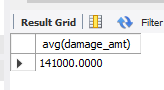 Result Grid Filter
avg(damage_amt)
141000.0000